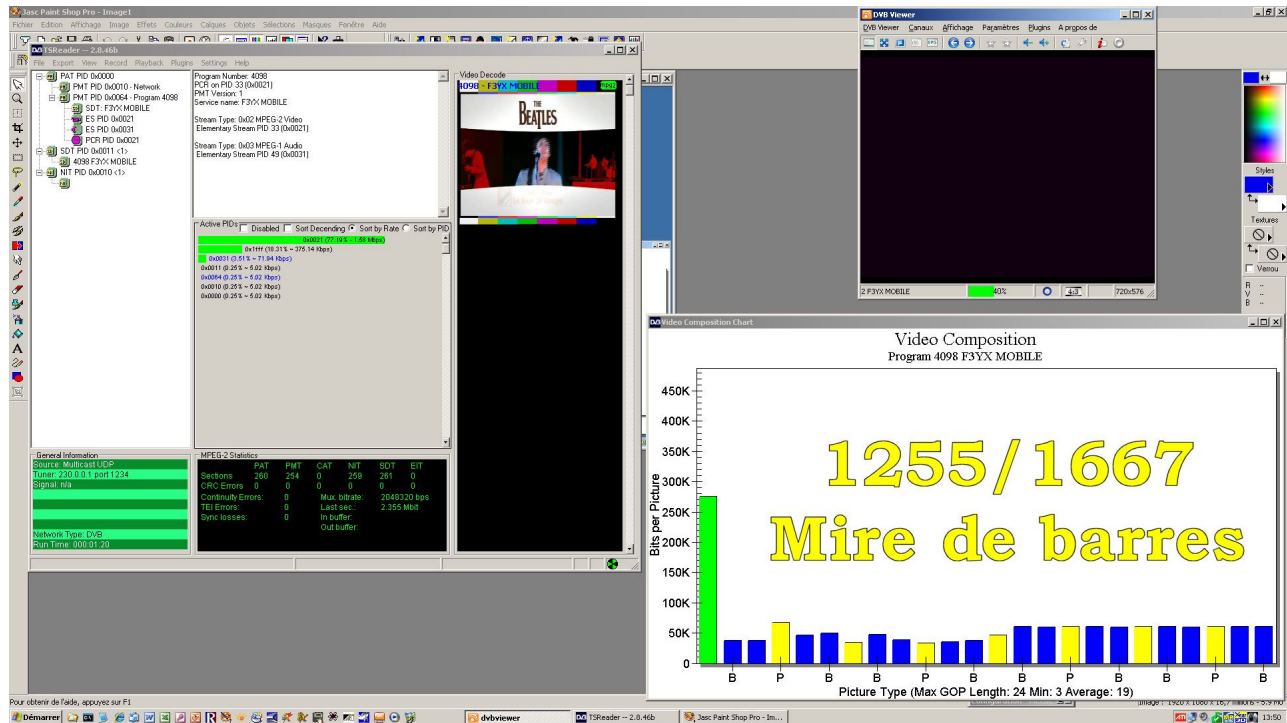 Jasc Paint Shop Pro - Image1
Fichier Edition Affichage Image Effets Couleurs Calques Objets Sélections Masques Fenêtre Aide
TSReader -- 2.8.46b
File Export View Record Playback Plugins Settings Help
PAT PID 0x0000
PMT PID 0x0010 - Network
PMT PID 0x0064 - Program 4098
SDT: F3YX MOBILE
ES PID 0x0021
ES PID 0x0031
PCR PID 0x0021
SDT PID 0x0011 <1>
4098 F3YX MOBILE
NIT PID 0x0010 <1>
Program Number: 4098
PCR on PID 33 (0x0021)
PMT Version: 1
Service name: F3YX MOBILE
Stream Type: 0x02 MPEG-2 Video
Elementary Stream PID 33 (0x0021)
Stream Type: 0x03 MPEG-1 Audio
Elementary Stream PID 49 (0x0031)
Active PIDs Disabled Sort Decending Sort by Rate Sort by PID
0x0021 (77.19% ~ 1.58 Mbps)
0x1fff (18.31% ~ 375.14 Kbps)
0x0031 (3.51% ~ 71.94 Kbps)
0x0011 (0.25% ~ 5.02 Kbps)
0x0064 (0.25% ~ 5.02 Kbps)
0x0010 (0.25% ~ 5.02 Kbps)
0x0000 (0.25% ~ 5.02 Kbps)
Video Decode
4098 - F3YX MOBILE
THE
BEATLES
General Information
Source: Multicast UDP
Tuner: 230.0.0.1 port 1234
Signal: n/a
Network Type: DVB
Run Time: 000:01:20
MPEG-2 Statistics
PAT PMT CAT NIT SDT EIT
Sections 260 254 0 259 261 0
CRC Errors 0 0 0 0 0 0
Continuity Errors: 0 Mux. bitrate: 2048320 bps
TEI Errors: 0 Last sec.: 2.355 Mbit
Sync losses: 0 In buffer:
Out buffer:
DVB Viewer
DVB Viewer Canaux Affichage Paramètres Plugins A propos de
2 F3YX MOBILE 40% 4:3 720x576
Styles
Textures
Verrou
R --
V --
B --
Video Composition Chart
Video Composition
Program 4098 F3YX MOBILE
450K
400K
350K
300K
250K
200K
150K
100K
50K
0
Bits per Picture
1255/1667
Mire de barres
B P B B P B P B B P B
Picture Type (Max GOP Length: 24 Min: 3 Average: 19)
Pour obtenir de l'aide, appuyez sur F1
Démarrer dvbviewer TSReader -- 2.8.46b Jasc Paint Shop Pro - Im...